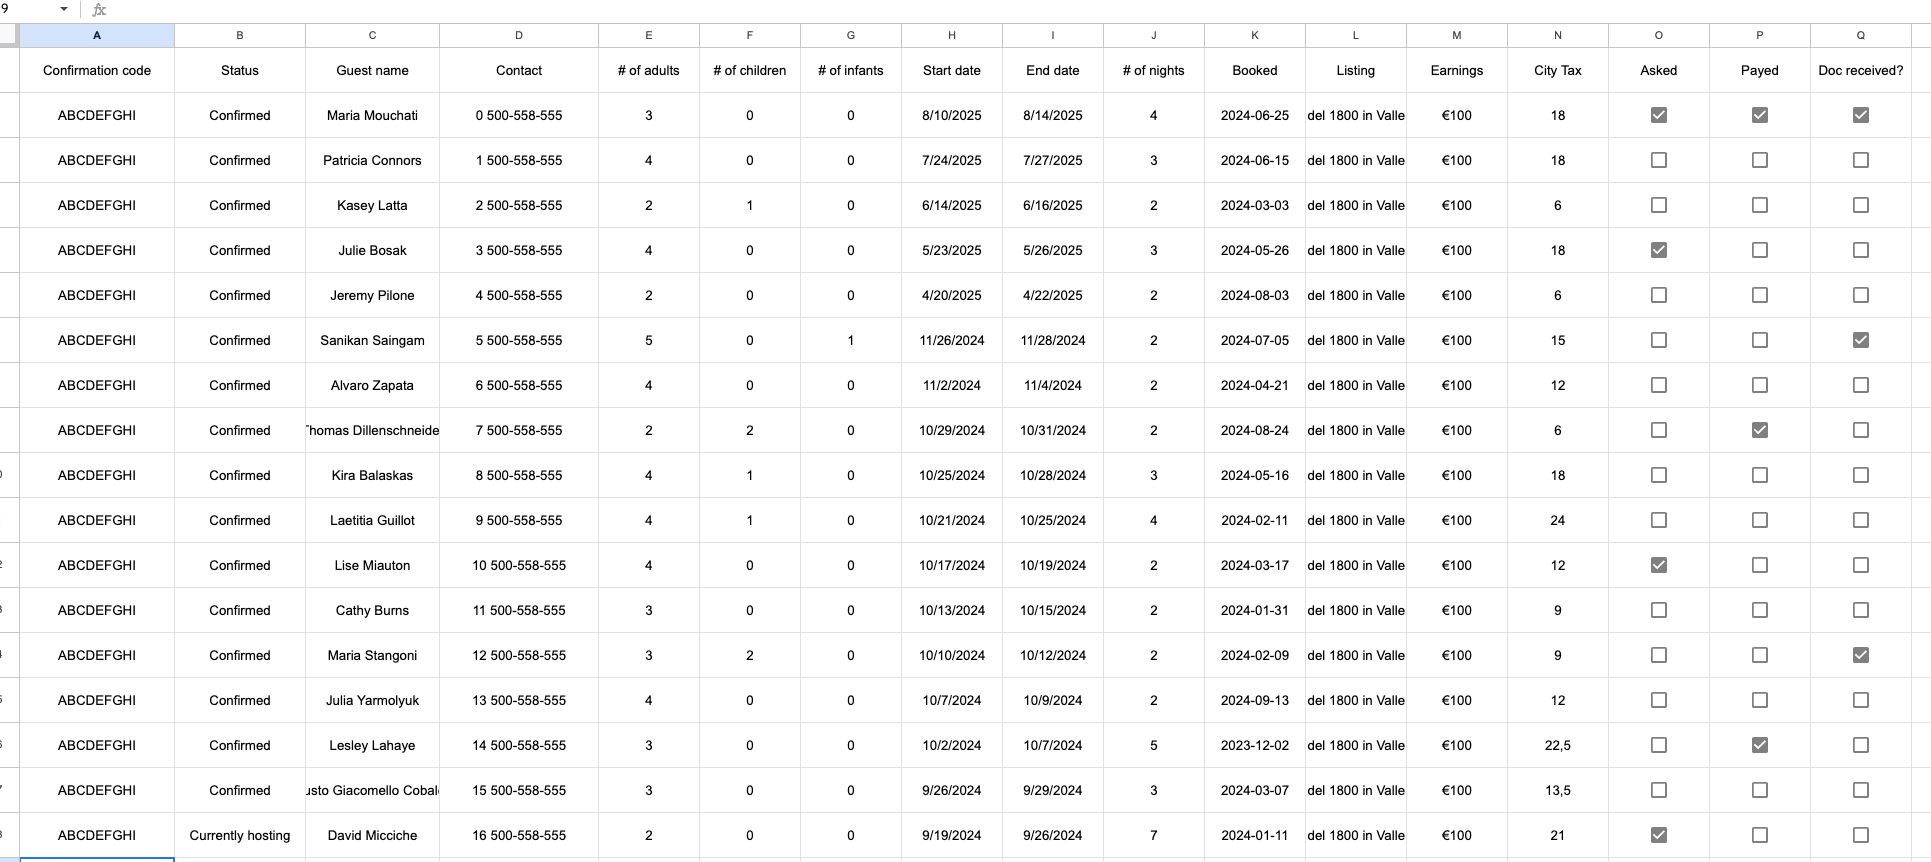 9 fx
A B C D E F G H I J K L M N O P Q
Confirmation code Status Guest name Contact # of adults # of children # of infants Start date End date # of nights Booked Listing Earnings City Tax Asked Payed Doc received?
ABCDEFGHI Confirmed Maria Mouchati 0 500-558-555 3 0 0 8/10/2025 8/14/2025 4 2024-06-25 del 1800 in Valle €100 18
ABCDEFGHI Confirmed Patricia Connors 1 500-558-555 4 0 0 7/24/2025 7/27/2025 3 2024-06-15 del 1800 in Valle €100 18
ABCDEFGHI Confirmed Kasey Latta 2 500-558-555 2 1 0 6/14/2025 6/16/2025 2 2024-03-03 del 1800 in Valle €100 6
ABCDEFGHI Confirmed Julie Bosak 3 500-558-555 4 0 0 5/23/2025 5/26/2025 3 2024-05-26 del 1800 in Valle €100 18
ABCDEFGHI Confirmed Jeremy Pilone 4 500-558-555 2 0 0 4/20/2025 4/22/2025 2 2024-08-03 del 1800 in Valle €100 6
ABCDEFGHI Confirmed Sanikan Saingam 5 500-558-555 5 0 1 11/26/2024 11/28/2024 2 2024-07-05 del 1800 in Valle €100 15
ABCDEFGHI Confirmed Alvaro Zapata 6 500-558-555 4 0 0 11/2/2024 11/4/2024 2 2024-04-21 del 1800 in Valle €100 12
ABCDEFGHI Confirmed homas Dillenschneide 7 500-558-555 2 2 0 10/29/2024 10/31/2024 2 2024-08-24 del 1800 in Valle €100 6
ABCDEFGHI Confirmed Kira Balaskas 8 500-558-555 4 1 0 10/25/2024 10/28/2024 3 2024-05-16 del 1800 in Valle €100 18
ABCDEFGHI Confirmed Laetitia Guillot 9 500-558-555 4 1 0 10/21/2024 10/25/2024 4 2024-02-11 del 1800 in Valle €100 24
ABCDEFGHI Confirmed Lise Miauton 10 500-558-555 4 0 0 10/17/2024 10/19/2024 2 2024-03-17 del 1800 in Valle €100 12
ABCDEFGHI Confirmed Cathy Burns 11 500-558-555 3 0 0 10/13/2024 10/15/2024 2 2024-01-31 del 1800 in Valle €100 9
ABCDEFGHI Confirmed Maria Stangoni 12 500-558-555 3 2 0 10/10/2024 10/12/2024 2 2024-02-09 del 1800 in Valle €100 9
ABCDEFGHI Confirmed Julia Yarmolyuk 13 500-558-555 4 0 0 10/7/2024 10/9/2024 2 2024-09-13 del 1800 in Valle €100 12
ABCDEFGHI Confirmed Lesley Lahaye 14 500-558-555 3 0 0 10/2/2024 10/7/2024 5 2023-12-02 del 1800 in Valle €100 22,5
ABCDEFGHI Confirmed usto Giacomello Cobal 15 500-558-555 3 0 0 9/26/2024 9/29/2024 3 2024-03-07 del 1800 in Valle €100 13,5
ABCDEFGHI Currently hosting David Micciche 16 500-558-555 2 0 0 9/19/2024 9/26/2024 7 2024-01-11 del 1800 in Valle €100 21